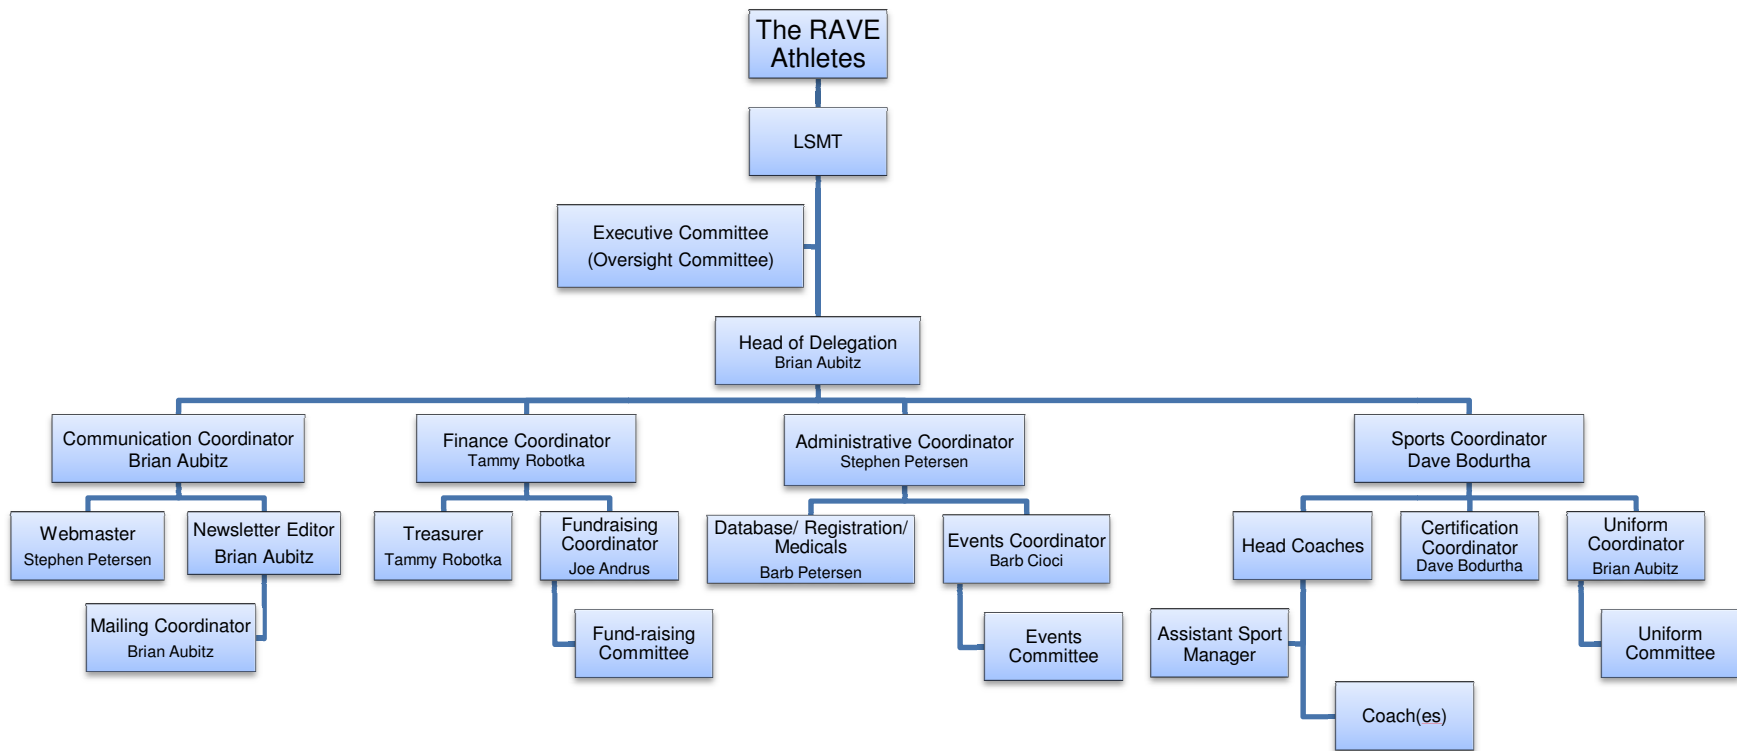 The RAVE
Athletes
LSMT
Executive Committee
(Oversight Committee)
Head of Delegation
Brian Aubitz
Communication Coordinator
Brian Aubitz
Finance Coordinator
Tammy Robotka
Administrative Coordinator
Stephen Petersen
Sports Coordinator
Dave Bodurtha
Webmaster
Stephen Petersen
Newsletter Editor
Brian Aubitz
Treasurer
Tammy Robotka
Fundraising
Coordinator
Joe Andrus
Database/ Registration/
Medicals
Barb Petersen
Events Coordinator
Barb Cioci
Head Coaches
Certification
Coordinator
Dave Bodurtha
Uniform
Coordinator
Brian Aubitz
Mailing Coordinator
Brian Aubitz
Fund-raising
Committee
Events
Committee
Assistant Sport
Manager
Uniform
Committee
Coach(es)